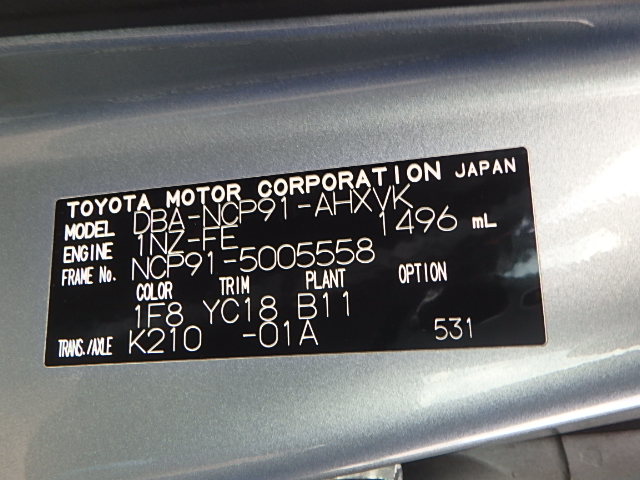 TOYOTA MOTOR CORPORATION JAPAN
MODEL DBA-NCP91-AHXVK
ENGINE 1NZ-FE 1496 mL
FRAME No. NCP91-5005558
COLOR TRIM PLANT OPTION
1F8 YC18 B11
TRANS./AXLE K210 -01A 531